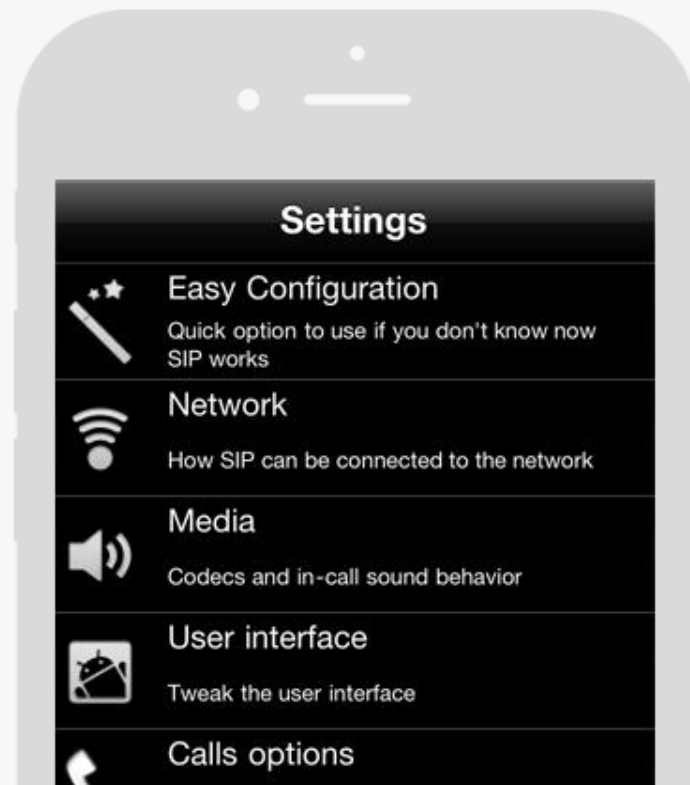 Settings
Easy Configuration
Quick option to use if you don't know now
SIP works
Network
How SIP can be connected to the network
Media
Codecs and in-call sound behavior
User interface
Tweak the user interface
Calls options